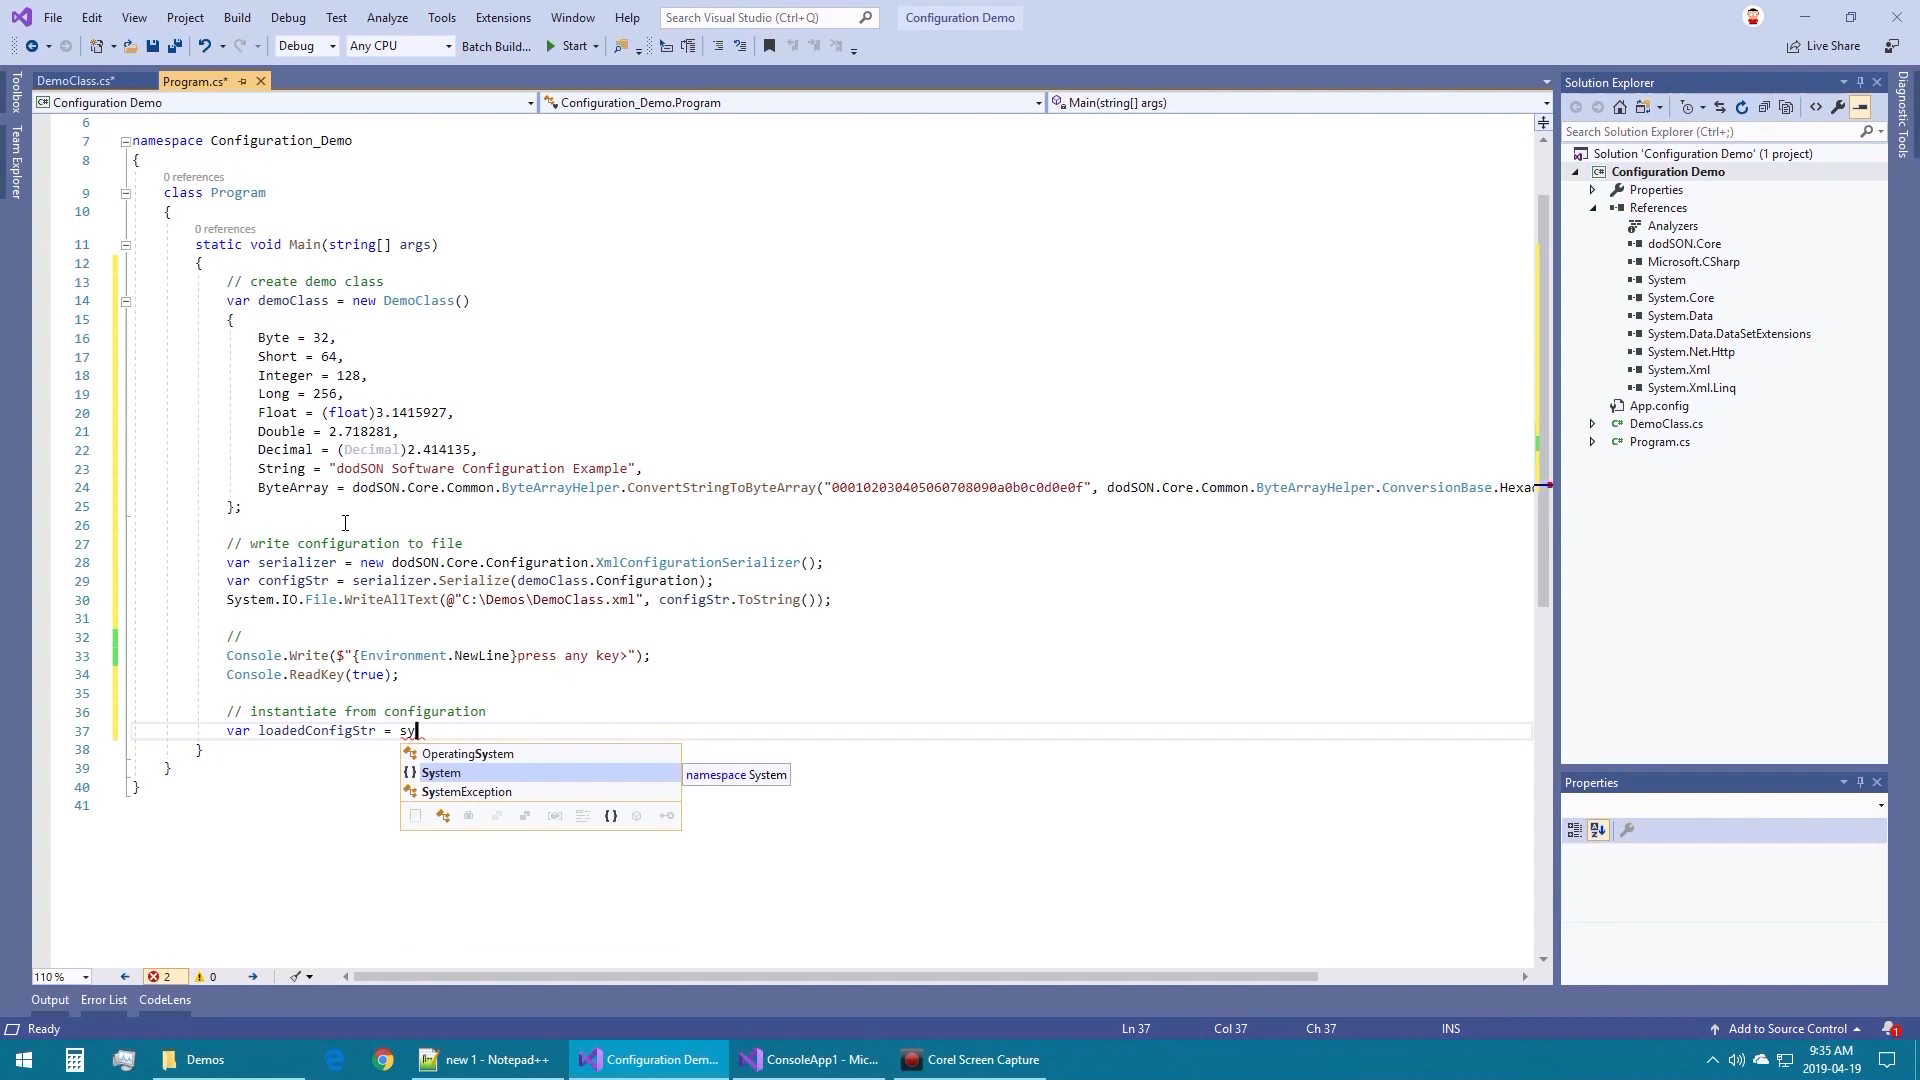 File Edit View Project Build Debug Test Analyze Tools Extensions Window Help Search Visual Studio (Ctrl+Q) Configuration Demo
Debug Any CPU Batch Build... Start Live Share
DemoClass.cs* Program.cs*
Configuration Demo Configuration_Demo.Program Main(string[] args)
6
7 namespace Configuration_Demo
8 {
0 references
9 class Program
10 {
0 references
11 static void Main(string[] args)
12 {
13 // create demo class
14 var demoClass = new DemoClass()
15 {
16 Byte = 32,
17 Short = 64,
18 Integer = 128,
19 Long = 256,
20 Float = (float)3.1415927,
21 Double = 2.718281,
22 Decimal = (Decimal)2.414135,
23 String = "dodSON Software Configuration Example",
24 ByteArray = dodSON.Core.Common.ByteArrayHelper.ConvertStringToByteArray("000102030405060708090a0b0c0d0e0f", dodSON.Core.Common.ByteArrayHelper.ConversionBase.Hexad
25 };
26
27 // write configuration to file
28 var serializer = new dodSON.Core.Configuration.XmlConfigurationSerializer();
29 var configStr = serializer.Serialize(demoClass.Configuration);
30 System.IO.File.WriteAllText(@"C:\Demos\DemoClass.xml", configStr.ToString());
31
32 //
33 Console.Write($"{Environment.NewLine}press any key>");
34 Console.ReadKey(true);
35
36 // instantiate from configuration
37 var loadedConfigStr = sy
38 }
39 }
40 }
41
OperatingSystem
{} System
SystemException
namespace System
110 % 2 0
Output Error List CodeLens
Ready Ln 37 Col 37 Ch 37 INS Add to Source Control 1
Toolbox
Team Explorer
Solution Explorer
Search Solution Explorer (Ctrl+;)
Solution 'Configuration Demo' (1 project)
Configuration Demo
Properties
References
Analyzers
dodSON.Core
Microsoft.CSharp
System
System.Core
System.Data
System.Data.DataSetExtensions
System.Net.Http
System.Xml
System.Xml.Linq
App.config
DemoClass.cs
Program.cs
Properties
Diagnostic Tools
Demos new 1 - Notepad++ Configuration Dem... ConsoleApp1 - Mic... Corel Screen Capture
9:35 AM
2019-04-19